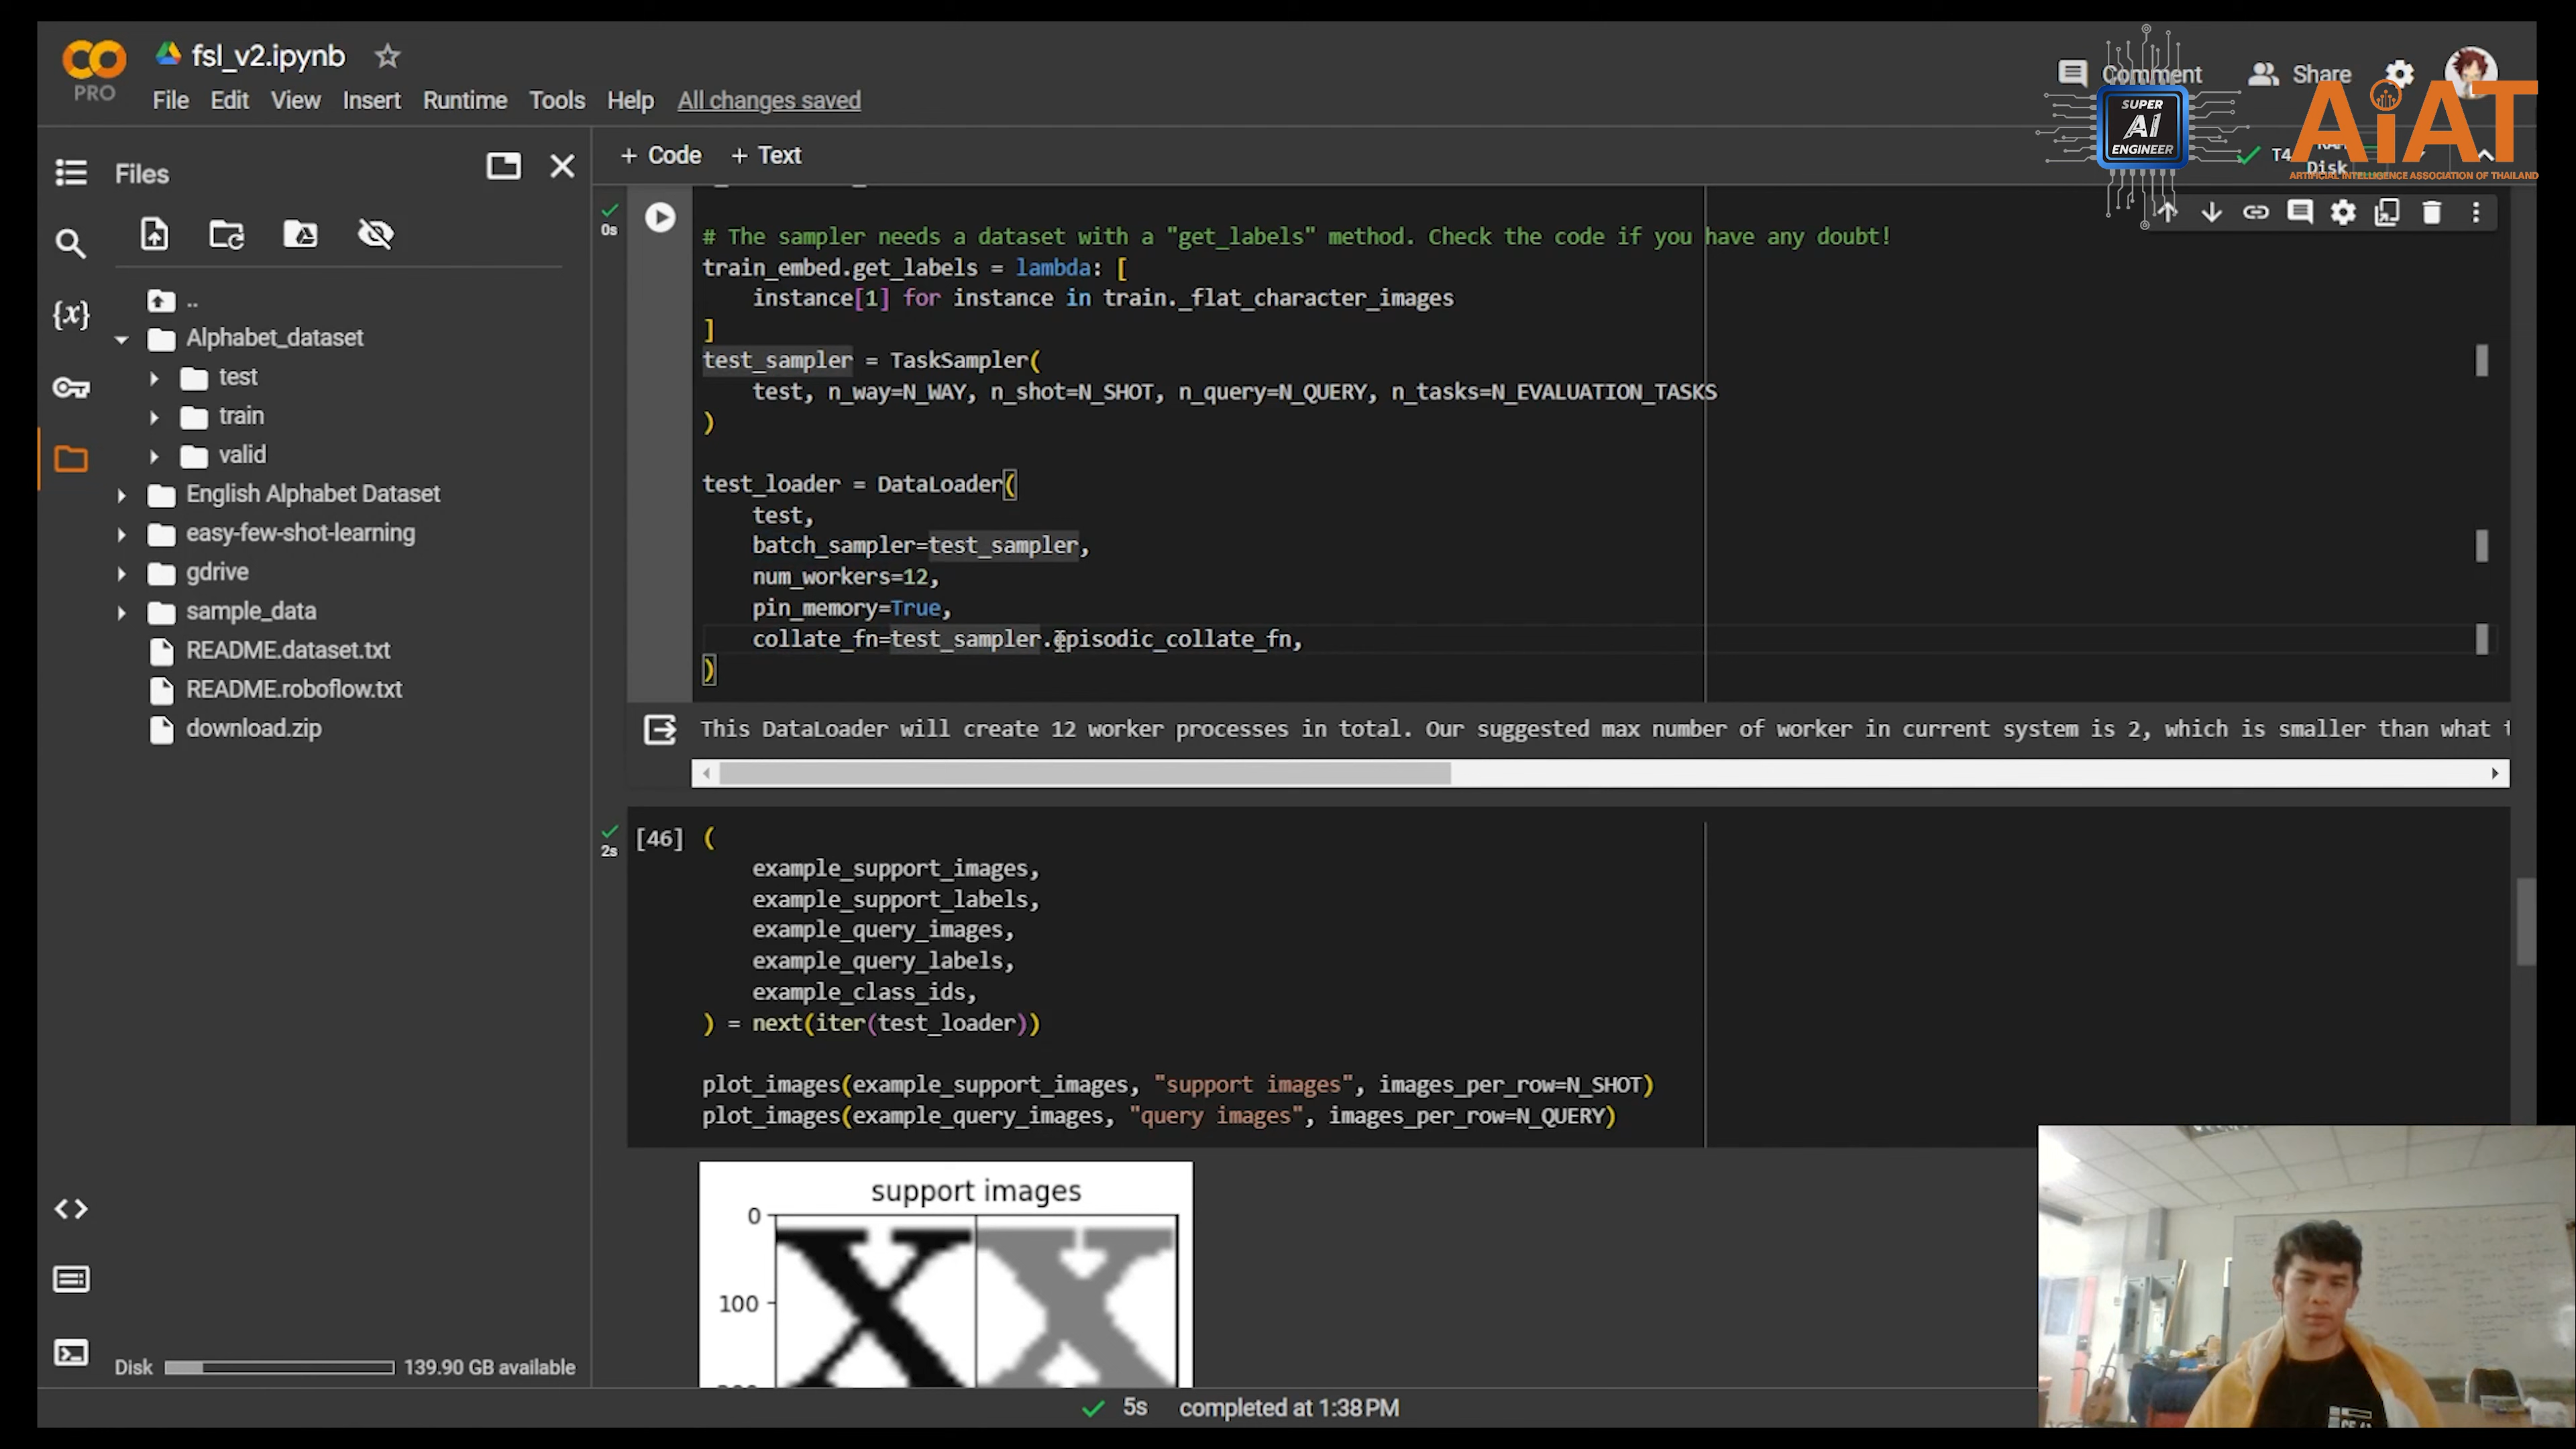 fsl_v2.ipynb
PRO
File Edit View Insert Runtime Tools Help All changes saved
Comment Share
SUPER
AI
ENGINEER
AiAT
ARTIFICIAL INTELLIGENCE ASSOCIATION OF THAILAND
+ Code + Text
T4
Disk
Files
..
Alphabet_dataset
test
train
valid
English Alphabet Dataset
easy-few-shot-learning
gdrive
sample_data
README.dataset.txt
README.roboflow.txt
download.zip
{x}
Disk 139.90 GB available
0s
# The sampler needs a dataset with a "get_labels" method. Check the code if you have any doubt!
train_embed.get_labels = lambda: [
instance[1] for instance in train._flat_character_images
]
test_sampler = TaskSampler(
test, n_way=N_WAY, n_shot=N_SHOT, n_query=N_QUERY, n_tasks=N_EVALUATION_TASKS
)
test_loader = DataLoader(
test,
batch_sampler=test_sampler,
num_workers=12,
pin_memory=True,
collate_fn=test_sampler.episodic_collate_fn,
)
This DataLoader will create 12 worker processes in total. Our suggested max number of worker in current system is 2, which is smaller than what t
2s
[46] (
example_support_images,
example_support_labels,
example_query_images,
example_query_labels,
example_class_ids,
) = next(iter(test_loader))
plot_images(example_support_images, "support images", images_per_row=N_SHOT)
plot_images(example_query_images, "query images", images_per_row=N_QUERY)
support images
0
100
X X
5s completed at 1:38 PM